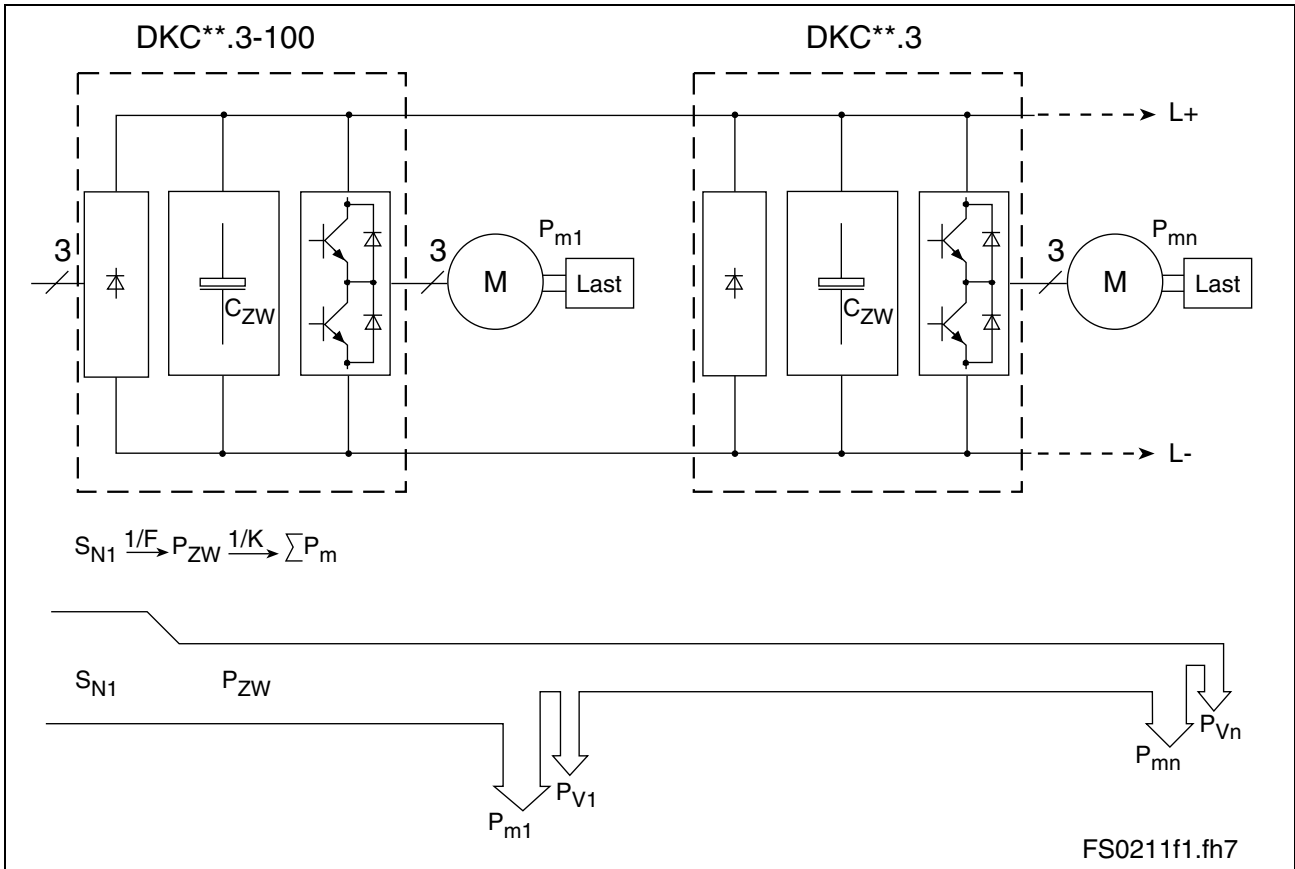 DKC**.3-100
DKC**.3
L+
3
C_ZW
3
M
P_m1
Last
C_ZW
3
M
P_mn
Last
L-
S_N1 1/F→ P_ZW 1/K→ ∑P_m
S_N1
P_ZW
P_m1
P_V1
P_mn
P_Vn
FS0211f1.fh7